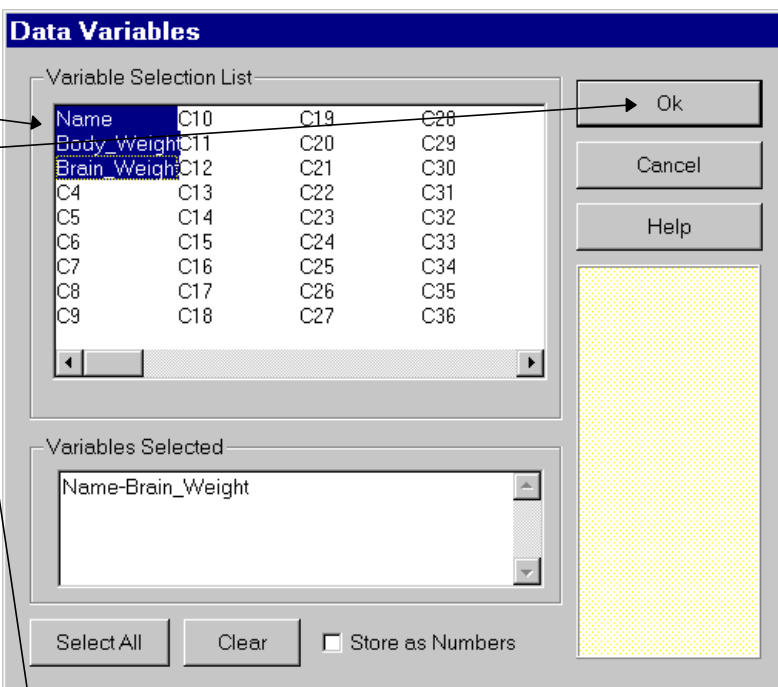 Data Variables
Variable Selection List
Name C10 C19 C28
Body_Weight C11 C20 C29
Brain_Weigh C12 C21 C30
C4 C13 C22 C31
C5 C14 C23 C32
C6 C15 C24 C33
C7 C16 C25 C34
C8 C17 C26 C35
C9 C18 C27 C36
Ok
Cancel
Help
Variables Selected
Name-Brain_Weight
Select All Clear Store as Numbers